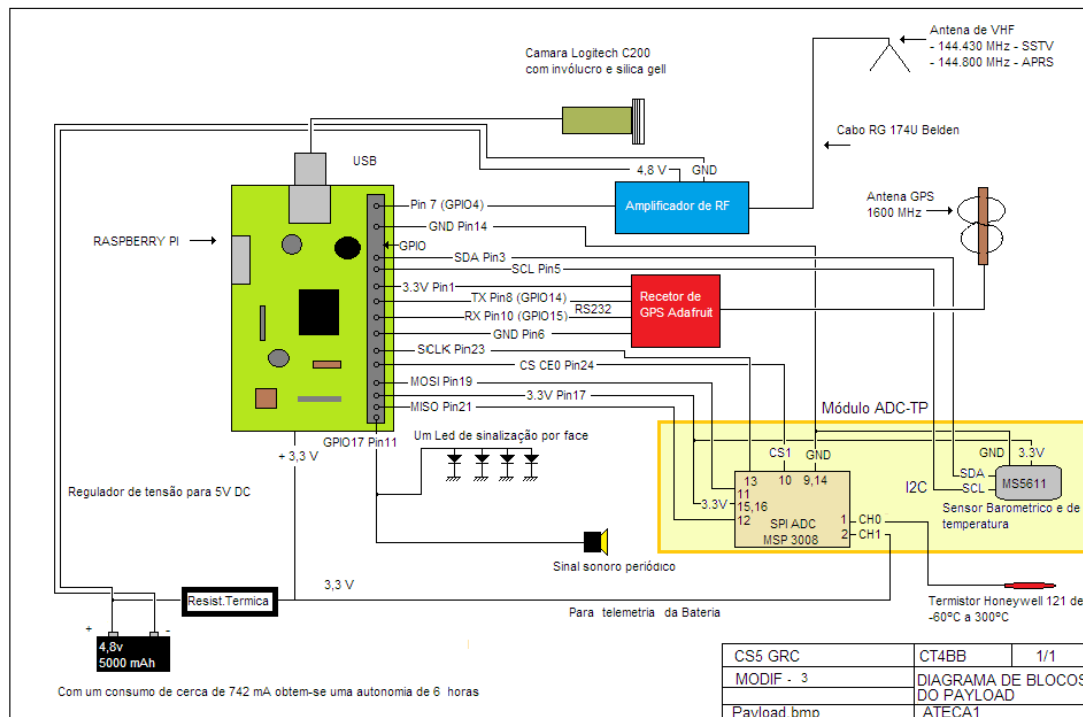 Antena de VHF
- 144.430 MHz - SSTV
- 144.800 MHz - APRS
Camara Logitech C200
com invólucro e silica gell
Cabo RG 174U Belden
USB
4,8 V
GND
Amplificador de RF
Antena GPS
1600 MHz
RASPBERRY PI
Pin 7 (GPIO4)
GND Pin14
GPIO
SDA Pin3
SCL Pin5
3.3V Pin1
TX Pin8 (GPIO14)
RS232
RX Pin10 (GPIO15)
GND Pin6
Recetor de
GPS Adafruit
SClLK Pin23
CS CE0 Pin24
MOSI Pin19
3.3V Pin17
MISO Pin21
GPIO17 Pin11
Módulo ADC-TP
+ 3,3 V
Um Led de sinalização por face
Regulador de tensão para 5V DC
CS1
GND
GND
3.3V
13
10
9,14
11
15,16
12
3.3V
SPI ADC
MSP 3008
1
2
CH0
CH1
I2C
SDA
SCL
MS5611
Sensor Barometrico e de
temperatura
Sinal sonoro periódico
3,3 V
Resist.Termica
Para telemetria da Bateria
Termistor Honeywell 121 de
-60ºC a 300ºC
+
-
4,8v
5000 mAh
Com um consumo de cerca de 742 mA obtem-se uma autonomia de 6 horas
CS5 GRC
CT4BB
1/1
MODIF - 3
DIAGRAMA DE BLOCOS
DO PAYLOAD
Payload.bmp
ATECA1